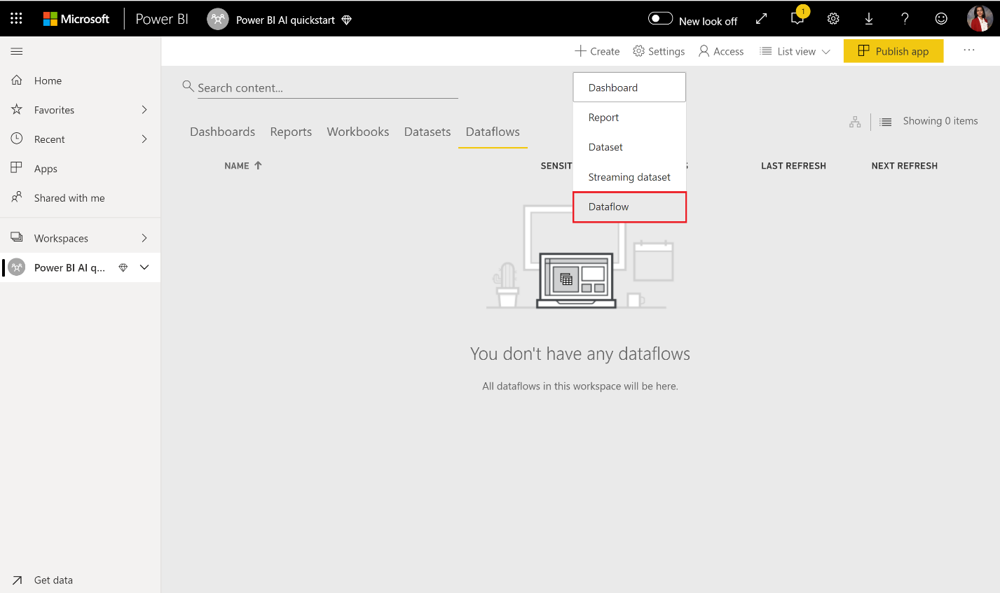 Microsoft Power BI Power BI AI quickstart New look off 1
Create Settings Access List view Publish app ...
Home
Favorites
Recent
Apps
Shared with me
Workspaces
Power BI AI q...
Get data
Search content...
Dashboard
Report
Dataset
Streaming dataset
Dataflow
Dashboards Reports Workbooks Datasets Dataflows
Showing 0 items
NAME SENSIT S LAST REFRESH NEXT REFRESH
You don't have any dataflows
All dataflows in this workspace will be here.